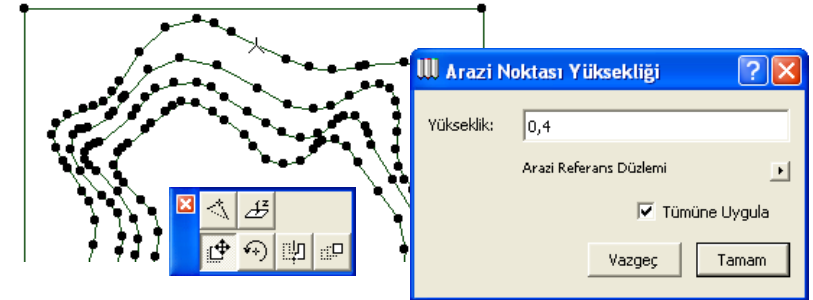 Arazi Noktası Yüksekliği
Yükseklik: 0,4
Arazi Referans Düzlemi
Tümüne Uygula
Vazgeç Tamam